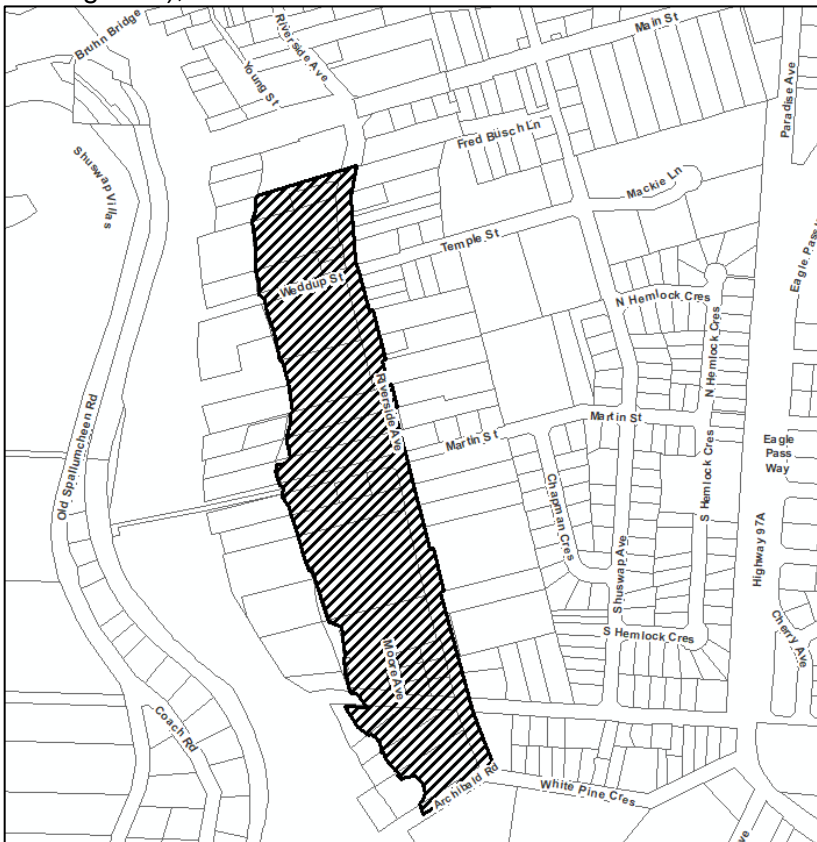 Bruhn Bridge
Riverside Ave
Main St
Young St
Paradise Ave
Fred Busch Ln
Shuswap Villas
Mackie Ln
Temple St
Weddup St
N Hemlock Cres
N Hemlock Cres
Riverside Ave
Martin St
Martin St
Old Spallumcheen Rd
Eagle
Pass
Way
Chapman Cres
S Hemlock Cres
Shuswap Ave
Highway 97A
S Hemlock Cres
Cherry Ave
Moore Ave
Coach Rd
Archibald Rd
White Pine Cres